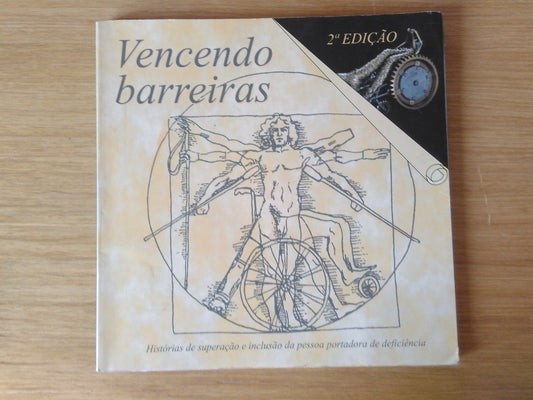 Vencendo
barreiras
2ª EDIÇÃO
Histórias de superação e inclusão da pessoa portadora de deficiência